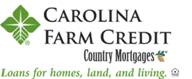 CAROLINA
FARM CREDIT
Country Mortgages
Loans for homes, land, and living.